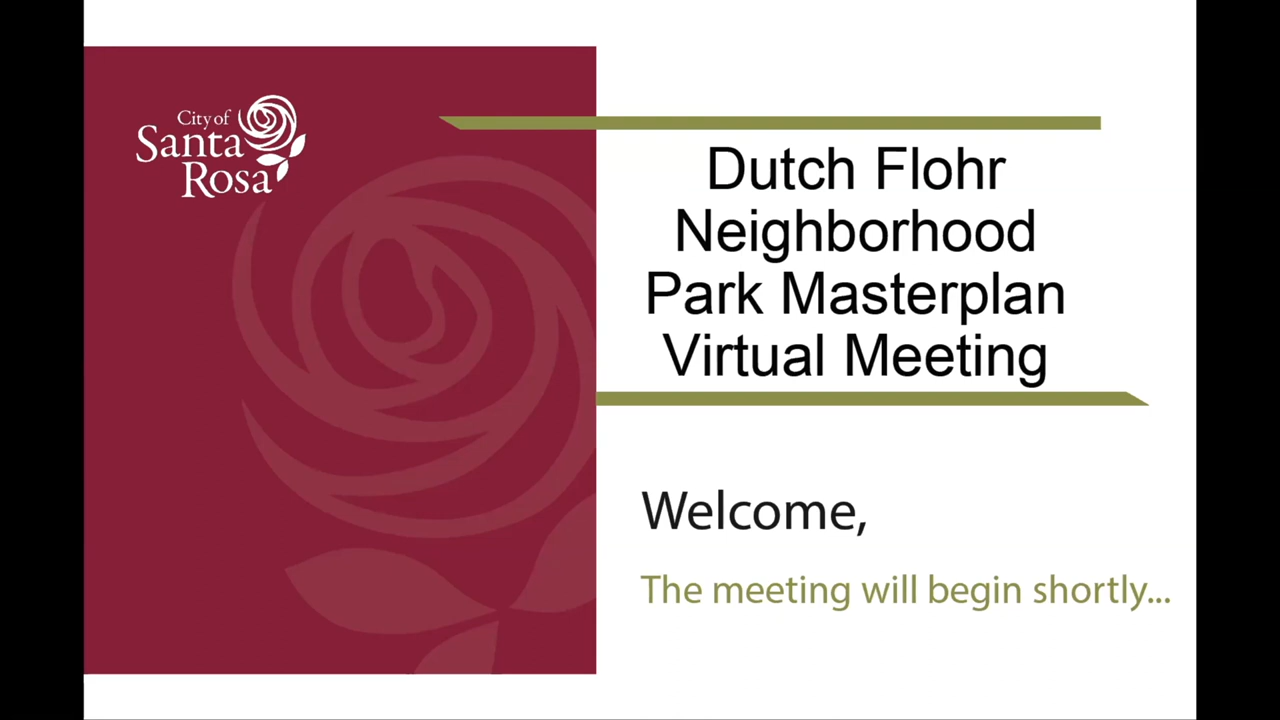 City of
Santa
Rosa
Dutch Flohr
Neighborhood
Park Masterplan
Virtual Meeting
Welcome,
The meeting will begin shortly...